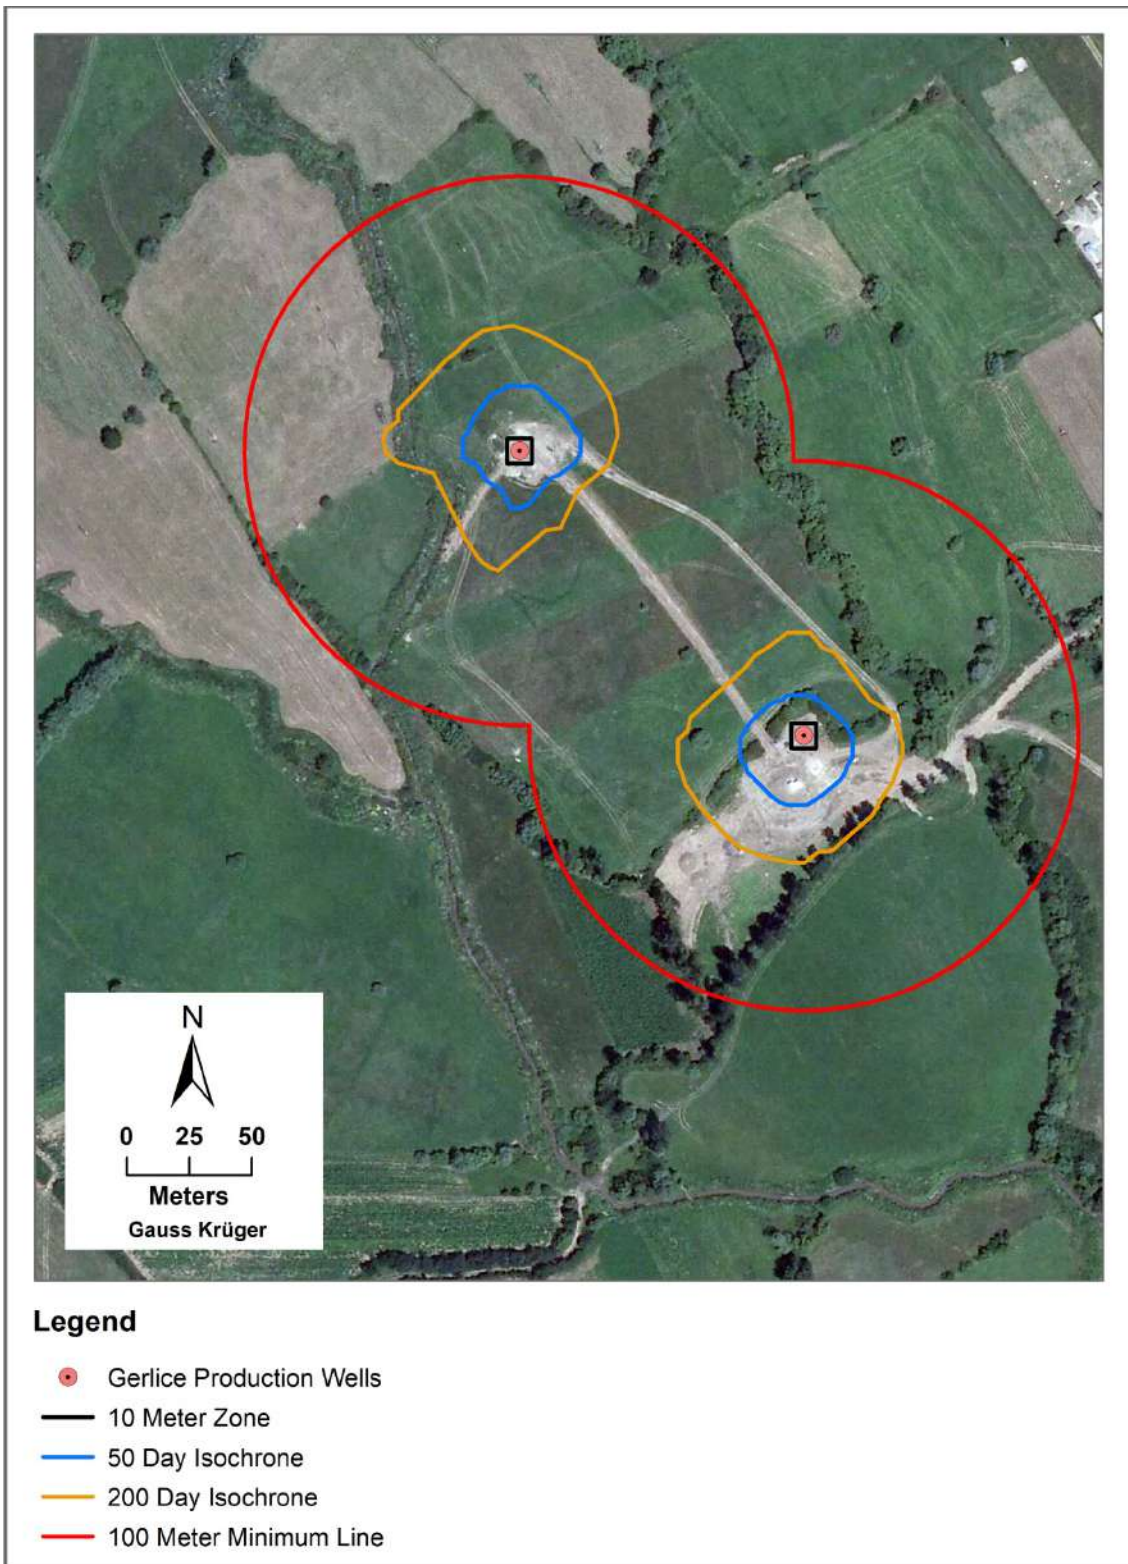 N
0 25 50
Meters
Gauss Krüger
Legend
Gerlice Production Wells
10 Meter Zone
50 Day Isochrone
200 Day Isochrone
100 Meter Minimum Line